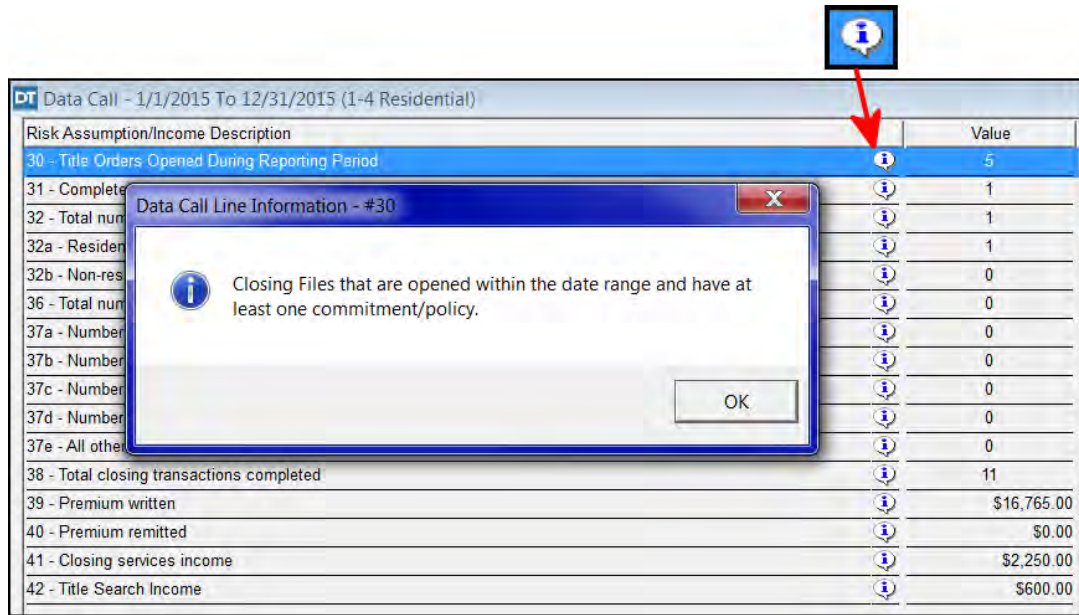 DT Data Call - 1/1/2015 To 12/31/2015 (1-4 Residential)
Risk Assumption/Income Description Value
30 - Title Orders Opened During Reporting Period i 5
31 - Complete i 1
32 - Total num i 1
32a - Residen i 1
32b - Non-res i 0
36 - Total num i 0
37a - Number i 0
37b - Number i 0
37c - Number i 0
37d - Number i 0
37e - All other i 0
38 - Total closing transactions completed i 11
39 - Premium written i $16,765.00
40 - Premium remitted i $0.00
41 - Closing services income i $2,250.00
42 - Title Search Income i $600.00
Data Call Line Information - #30 X
Closing Files that are opened within the date range and have at
least one commitment/policy.
OK